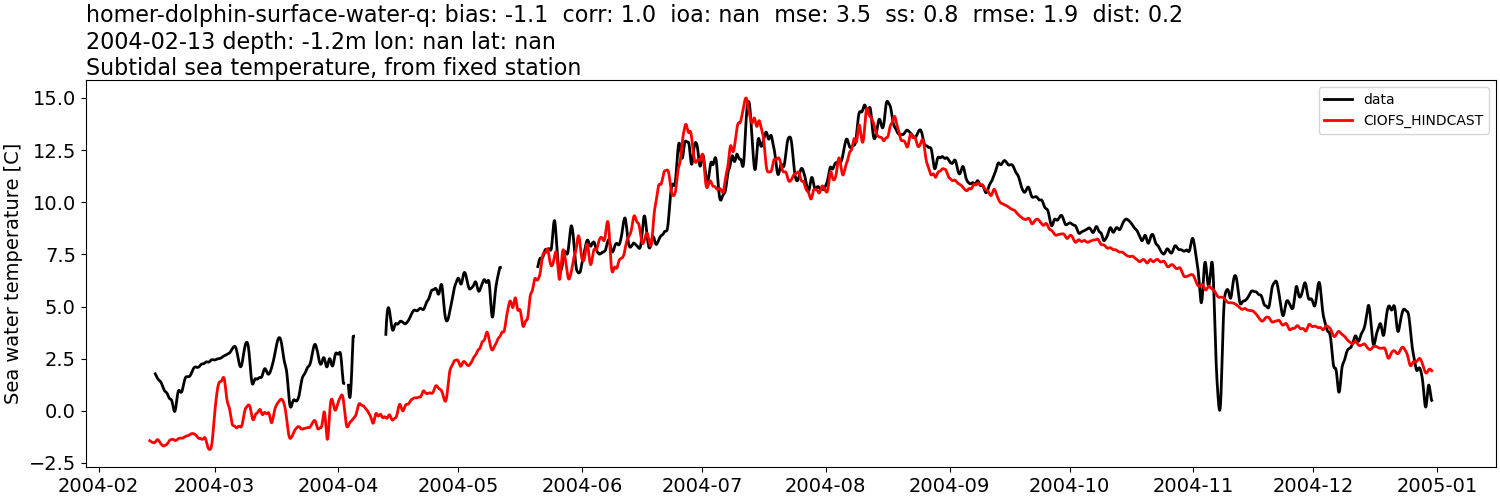 homer-dolphin-surface-water-q: bias: -1.1  corr: 1.0  ioa: nan  mse: 3.5  ss: 0.8  rmse: 1.9  dist: 0.2
2004-02-13 depth: -1.2m lon: nan lat: nan
Subtidal sea temperature, from fixed station
data
CIOFS_HINDCAST
Sea water temperature [C]
15.0
12.5
10.0
7.5
5.0
2.5
0.0
−2.5
2004-02 2004-03 2004-04 2004-05 2004-06 2004-07 2004-08 2004-09 2004-10 2004-11 2004-12 2005-01